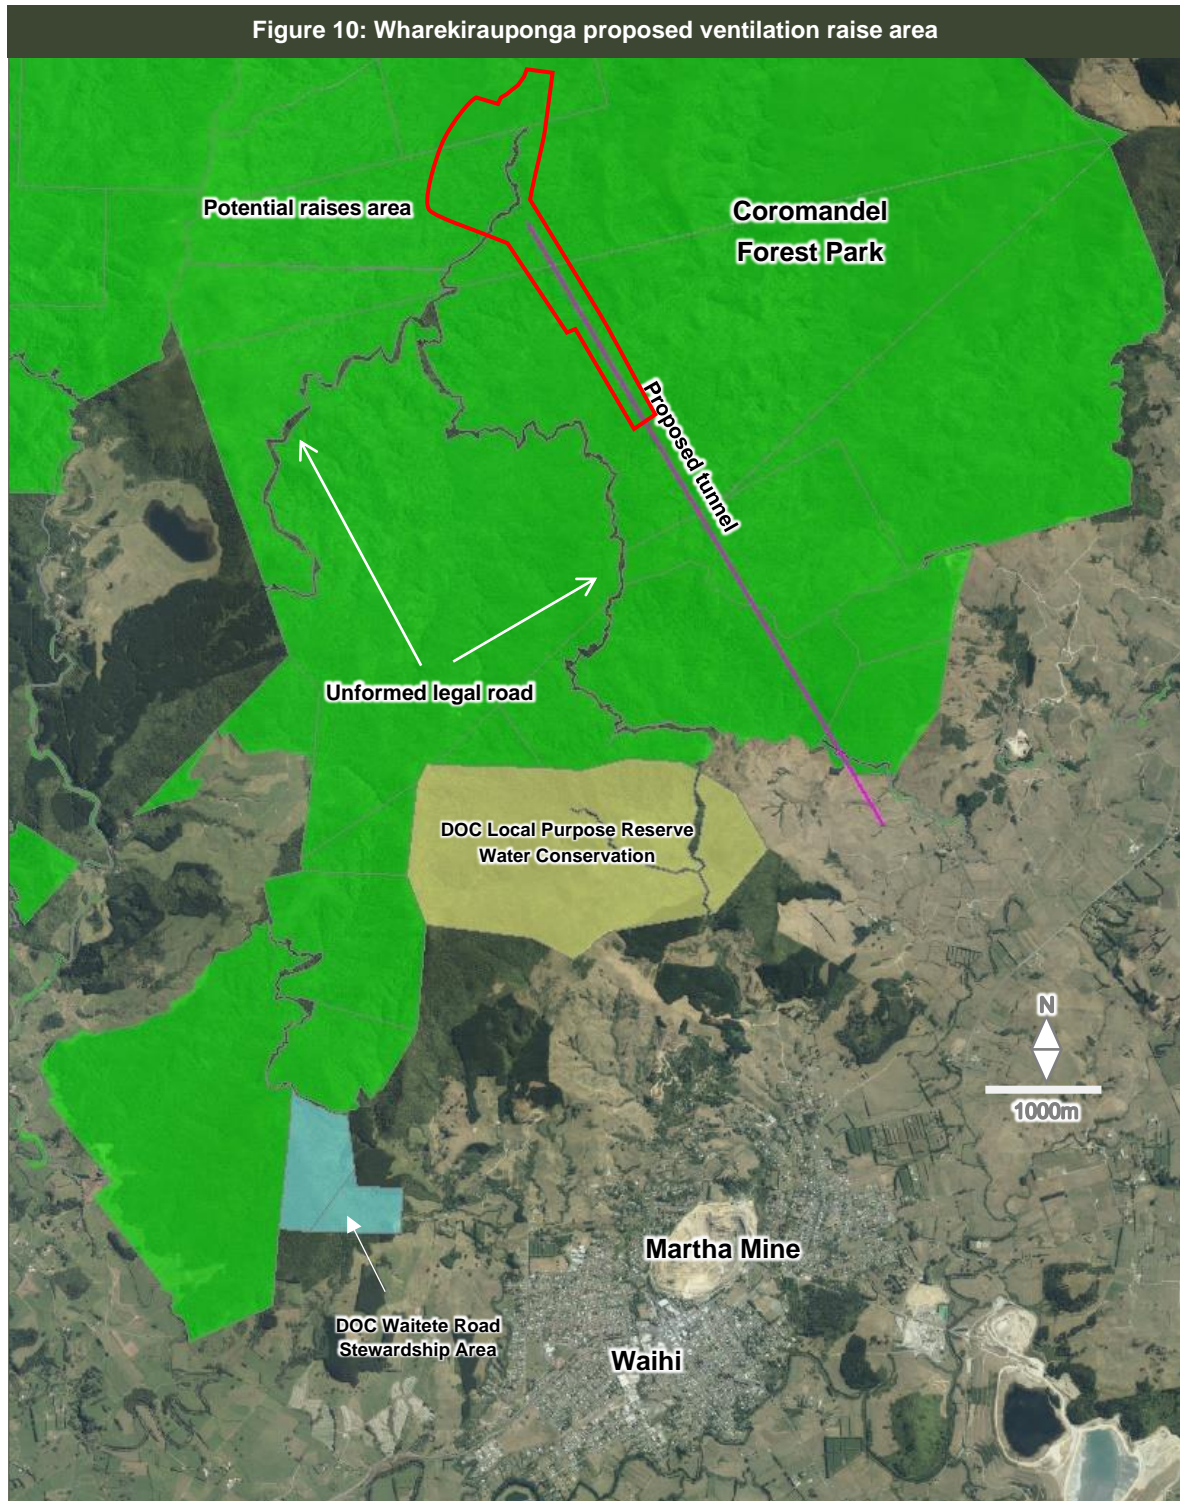 Figure 10: Wharekirauponga proposed ventilation raise area
Potential raises area
Coromandel
Forest Park
Proposed tunnel
Unformed legal road
DOC Local Purpose Reserve
Water Conservation
N
1000m
Martha Mine
DOC Waitete Road
Stewardship Area
Waihi